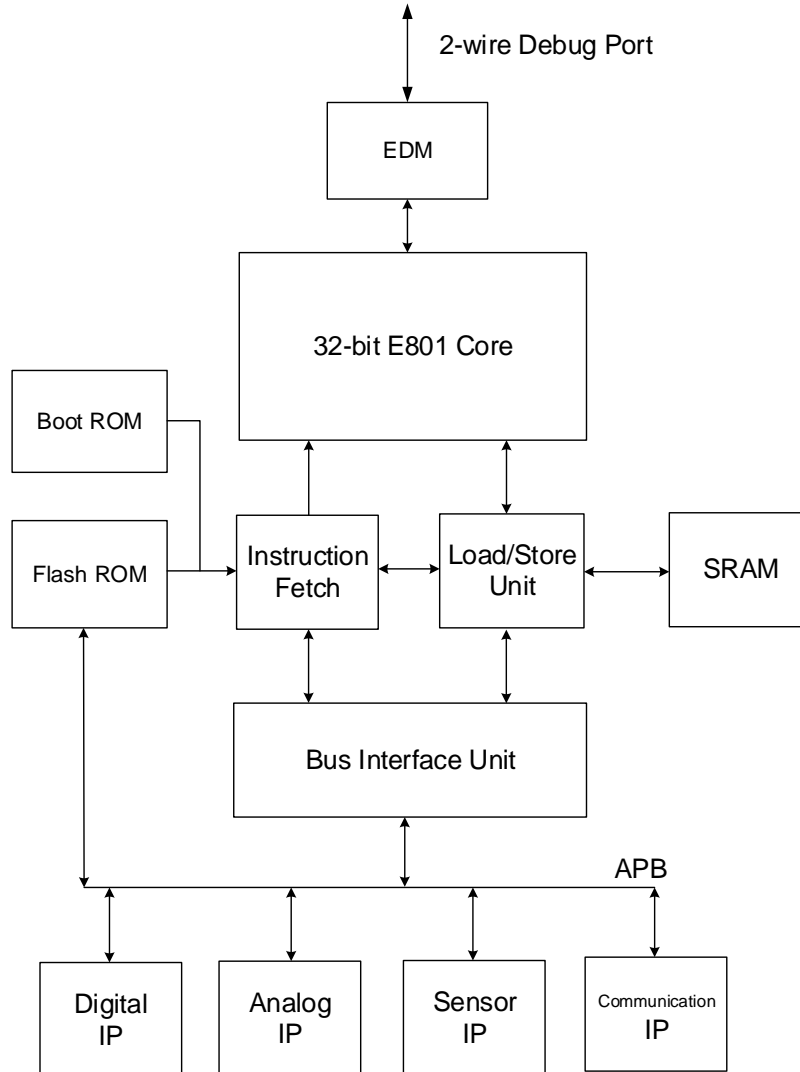 2-wire Debug Port
EDM
32-bit E801 Core
Boot ROM
Flash ROM
Instruction
Fetch
Load/Store
Unit
SRAM
Bus Interface Unit
APB
Digital
IP
Analog
IP
Sensor
IP
Communication
IP